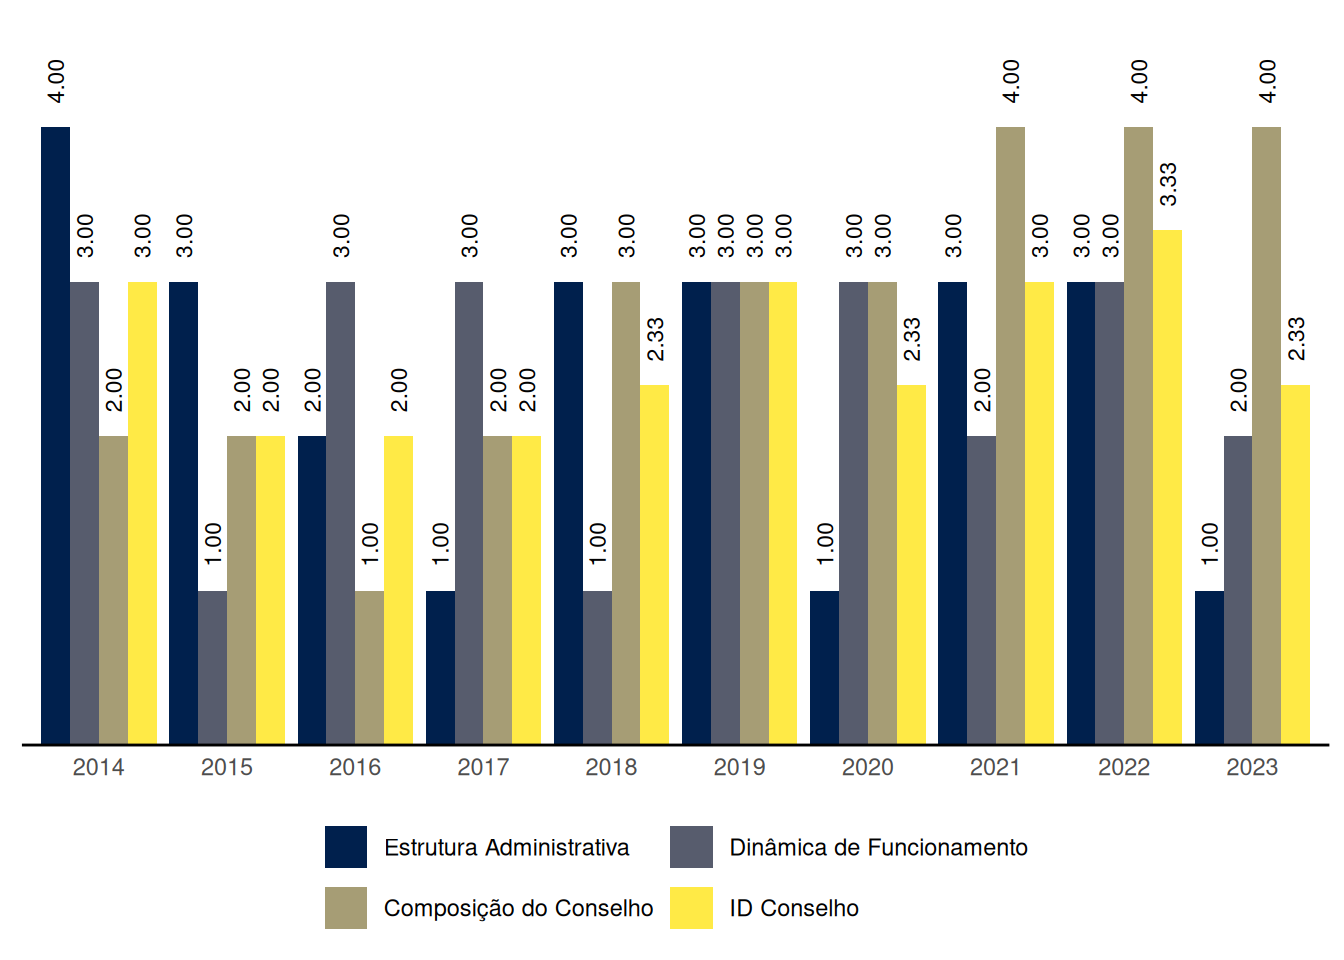 4.00 3.00 2.00 3.00 3.00 1.00 2.00 2.00 2.00 3.00 1.00 2.00 1.00 3.00 2.00 2.00 3.00 1.00 3.00 2.33 3.00 3.00 3.00 3.00 1.00 3.00 3.00 2.33 3.00 2.00 4.00 3.00 3.00 3.00 4.00 3.33 1.00 2.00 4.00 2.33
2014 2015 2016 2017 2018 2019 2020 2021 2022 2023
Estrutura Administrativa Dinâmica de Funcionamento
Composição do Conselho ID Conselho